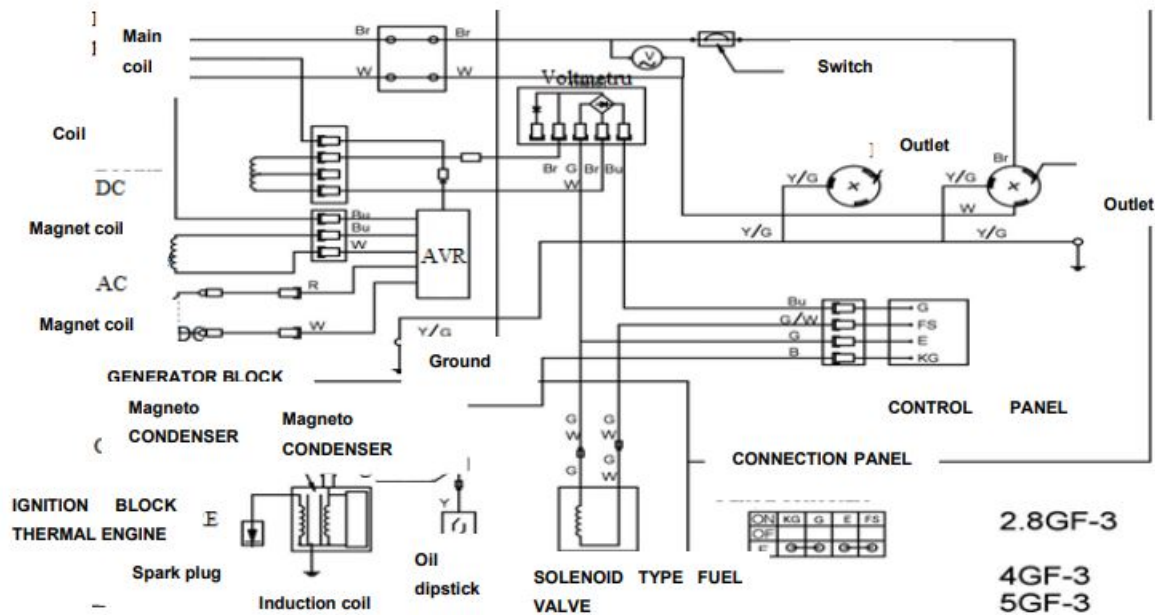 Main
coil
Br
Br
W
W
V
Switch
Voltmetru
Coil
Outlet
Br
DC
Br G Br Bu
W
Y/G
Y/G
W
Outlet
Magnet coil
Bu
Bu
W
AVR
Y/G
Y/G
AC
R
Magnet coil
DC
W
Y/G
Bu
G
G/W
FS
G
E
B
KG
Ground
GENERATOR BLOCK
Magneto
CONDENSER
Magneto
CONDENSER
G
W
G
W
CONTROL PANEL
CONNECTION PANEL
G
G
W
IGNITION BLOCK
THERMAL ENGINE
E
Y
Spark plug
Induction coil
Oil
dipstick
SOLENOID TYPE FUEL
VALVE
ON KG G E FS
OF
2.8GF-3
4GF-3
5GF-3